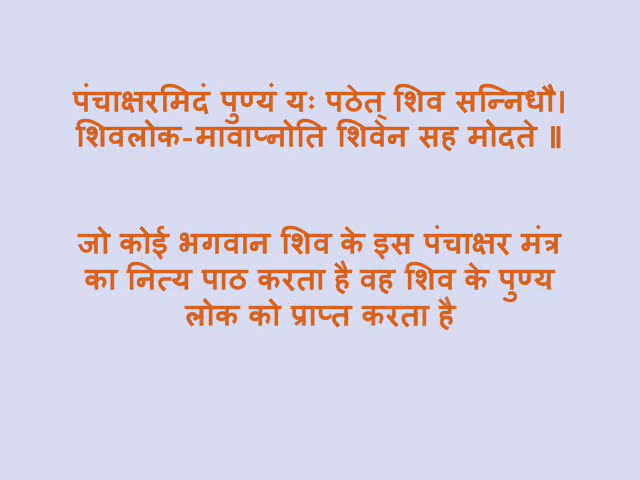 पंचाक्षरमिदं पुण्यं यः पठेत् शिव सन्निधौ।
शिवलोक-मावाप्नोति शिवेन सह मोदते ॥
जो कोई भगवान शिव के इस पंचाक्षर मंत्र
का नित्य पाठ करता है वह शिव के पुण्य
लोक को प्राप्त करता है